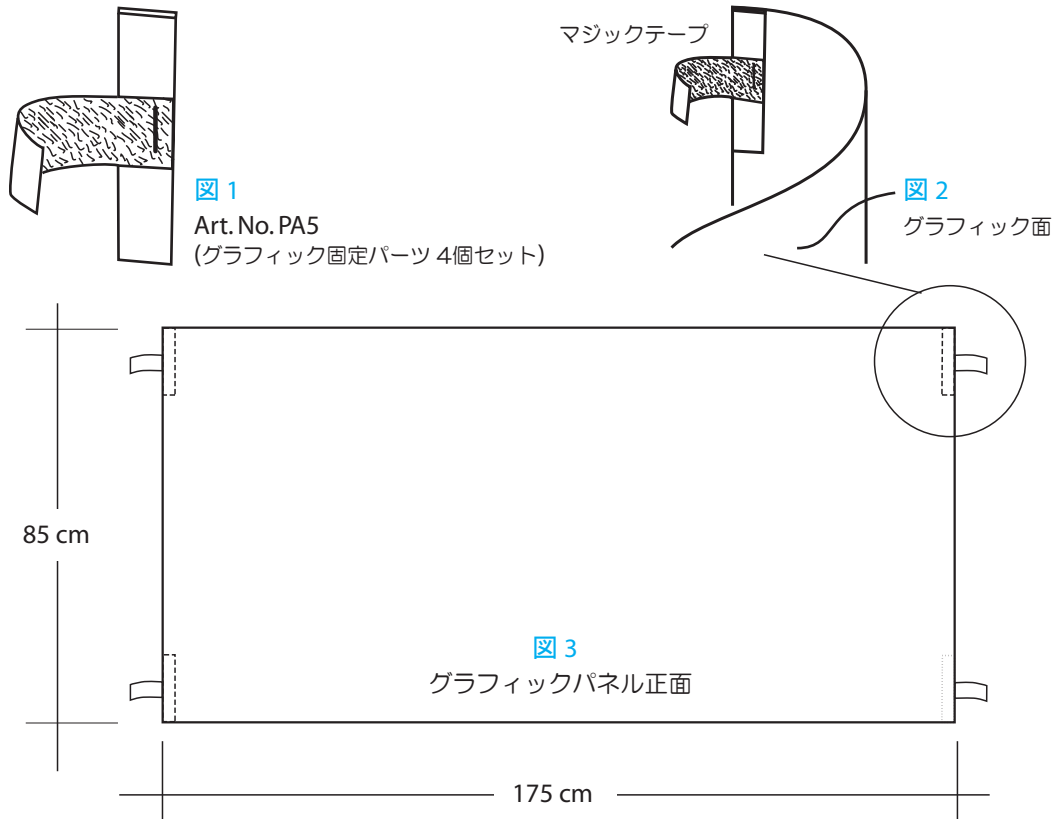 マジックテープ
図 1
Art. No. PA5
(グラフィック固定パーツ 4個セット)
図 2
グラフィック面
85 cm
図 3
グラフィックパネル正面
175 cm